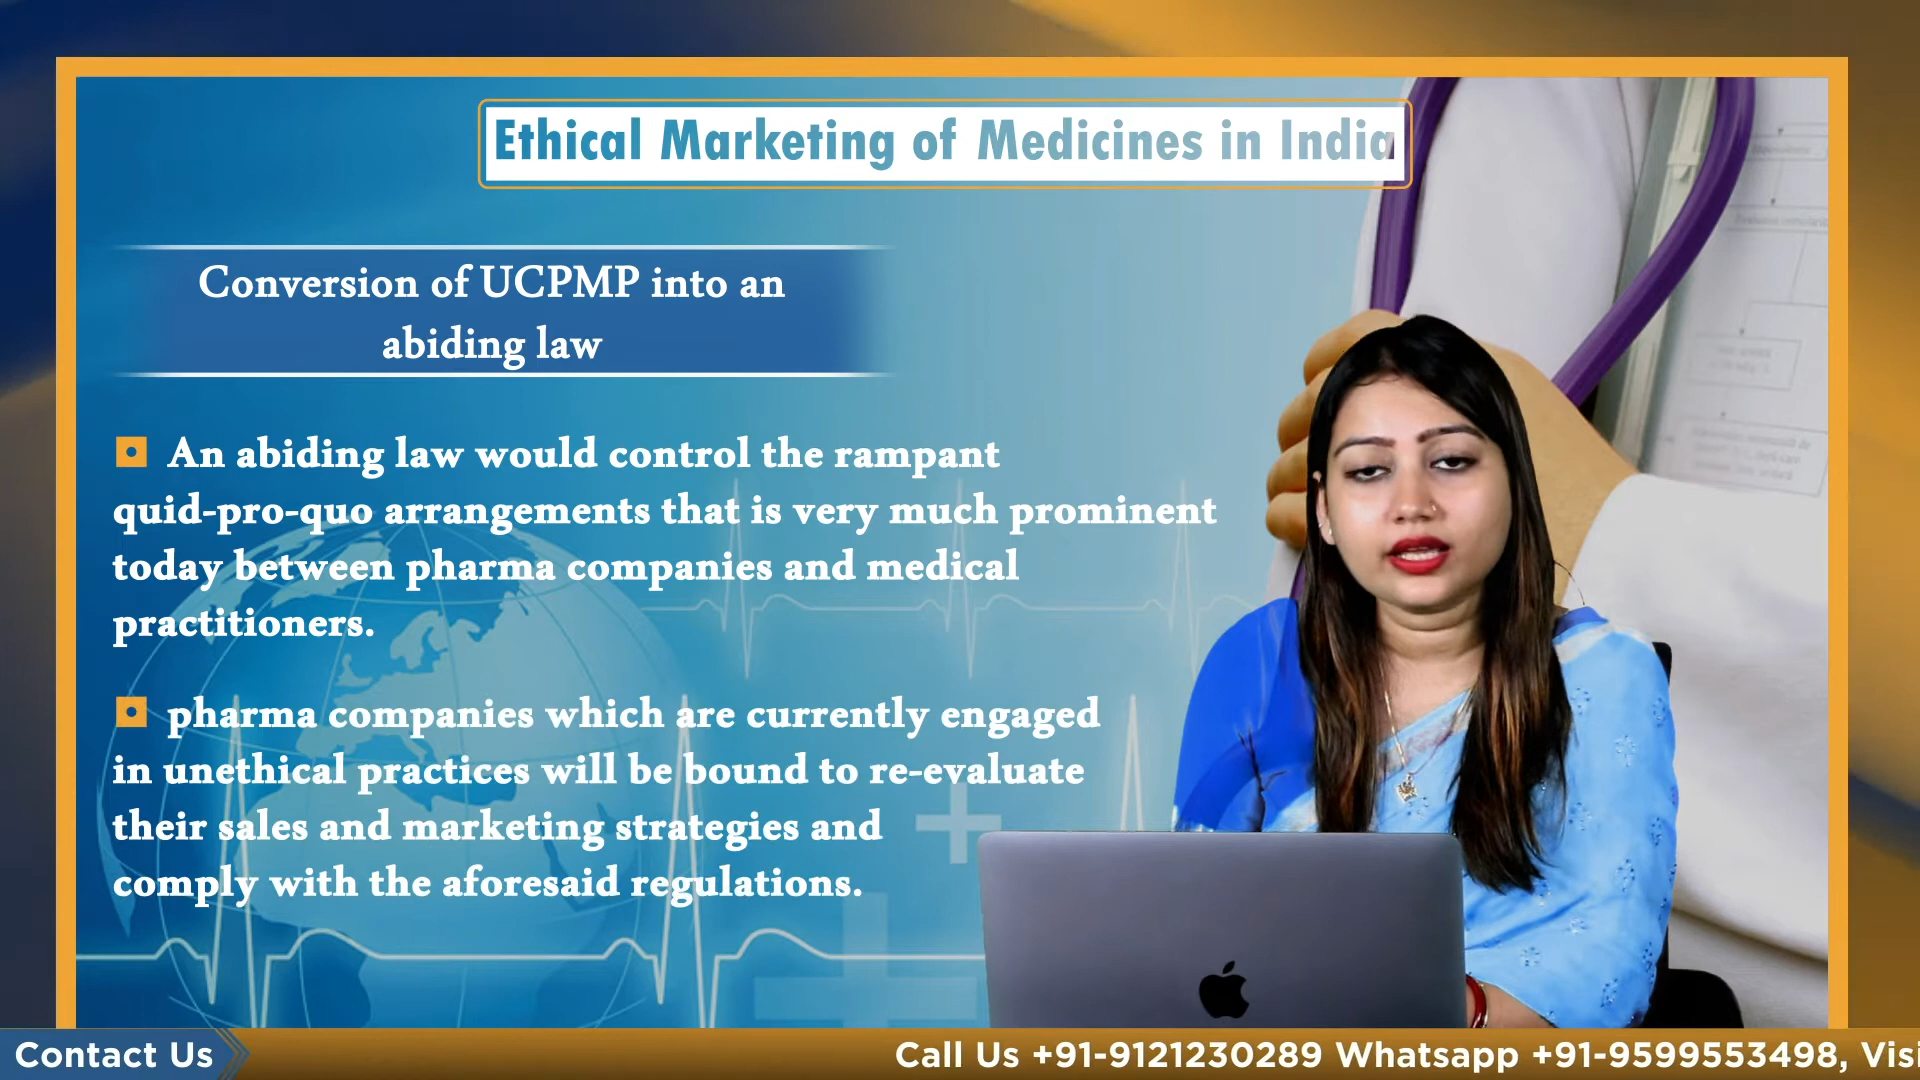 Ethical Marketing of Medicines in India
Conversion of UCPMP into an
abiding law
An abiding law would control the rampant
quid-pro-quo arrangements that is very much prominent
today between pharma companies and medical
practitioners.
pharma companies which are currently engaged
in unethical practices will be bound to re-evaluate
their sales and marketing strategies and
comply with the aforesaid regulations.
Contact Us
Call Us +91-9121230289 Whatsapp +91-9599553498,